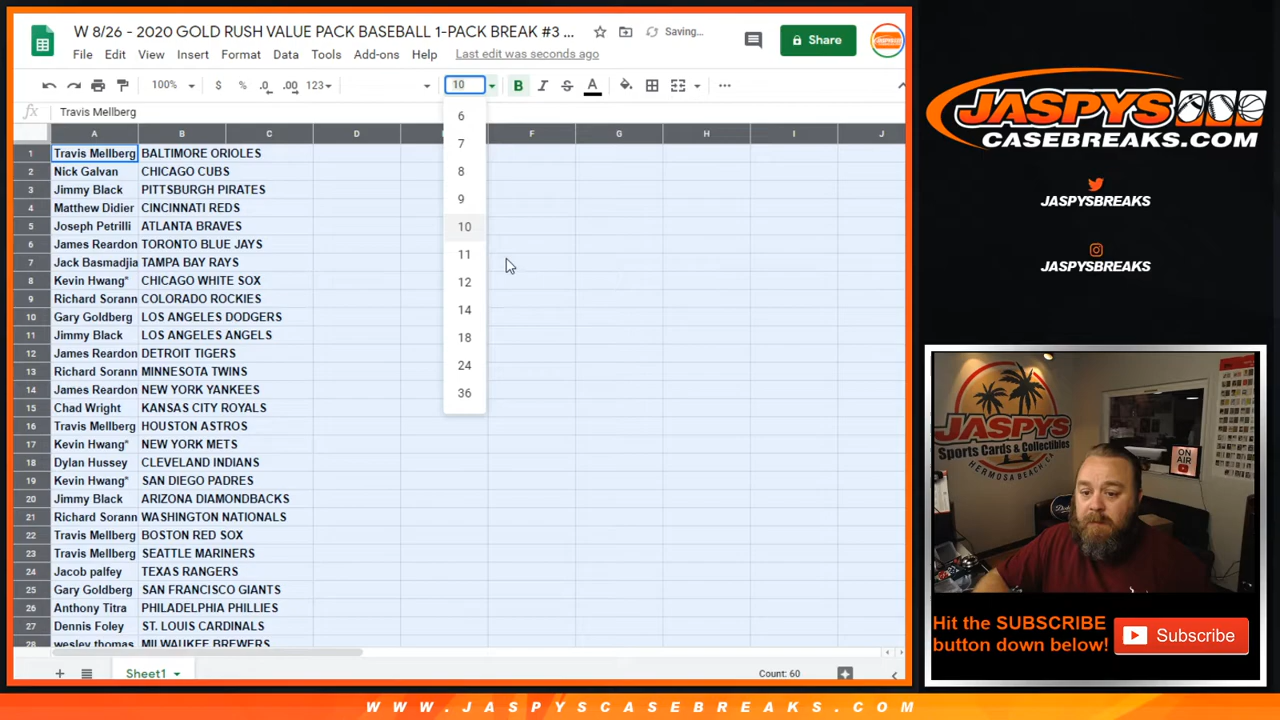 W 8/26 - 2020 GOLD RUSH VALUE PACK BASEBALL 1-PACK BREAK #3 ...
Saving...
Share
File Edit View Insert Format Data Tools Add-ons Help Last edit was seconds ago
100% $ % .0 .00 123 10 B I S A ...
fx Travis Mellberg
A B C F G H I J
1 Travis Mellberg BALTIMORE ORIOLES
2 Nick Galvan CHICAGO CUBS
3 Jimmy Black PITTSBURGH PIRATES
4 Matthew Didier CINCINNATI REDS
5 Joseph Petrilli ATLANTA BRAVES
6 James Reardon TORONTO BLUE JAYS
7 Jack Basmadjia TAMPA BAY RAYS
8 Kevin Hwang" CHICAGO WHITE SOX
9 Richard Sorann COLORADO ROCKIES
10 Gary Goldberg LOS ANGELES DODGERS
11 Jimmy Black LOS ANGELES ANGELS
12 James Reardon DETROIT TIGERS
13 Richard Sorann MINNESOTA TWINS
14 James Reardon NEW YORK YANKEES
15 Chad Wright KANSAS CITY ROYALS
16 Travis Mellberg HOUSTON ASTROS
17 Kevin Hwang" NEW YORK METS
18 Dylan Hussey CLEVELAND INDIANS
19 Kevin Hwang" SAN DIEGO PADRES
20 Jimmy Black ARIZONA DIAMONDBACKS
21 Richard Sorann WASHINGTON NATIONALS
22 Travis Mellberg BOSTON RED SOX
23 Travis Mellberg SEATTLE MARINERS
24 Jacob palfey TEXAS RANGERS
25 Gary Goldberg SAN FRANCISCO GIANTS
26 Anthony Titra PHILADELPHIA PHILLIES
27 Dennis Foley ST. LOUIS CARDINALS
28 wesley thomas MILWAUKEE BREWERS
6
7
8
9
10
11
12
14
18
24
36
Sheet1
Count: 60
JASPYS
CASEBREAKS.COM
JASPYSBREAKS
JASPYSBREAKS
JASPYS
Sports Cards & Collectibles
HERMOSA BEACH, CA
ON
AIR
Hit the SUBSCRIBE
button down below!
Subscribe
WWW.JASPYSCASEBREAKS.COM